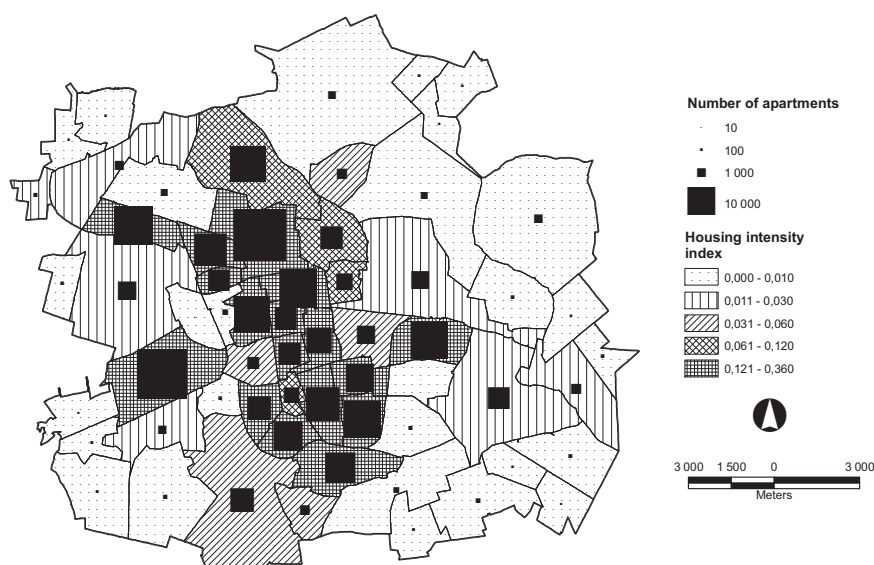 Number of apartments
10
100
1 000
10 000
Housing intensity
index
0,000 - 0,010
0,011 - 0,030
0,031 - 0,060
0,061 - 0,120
0,121 - 0,360
3 000 1 500 0 3 000
Meters